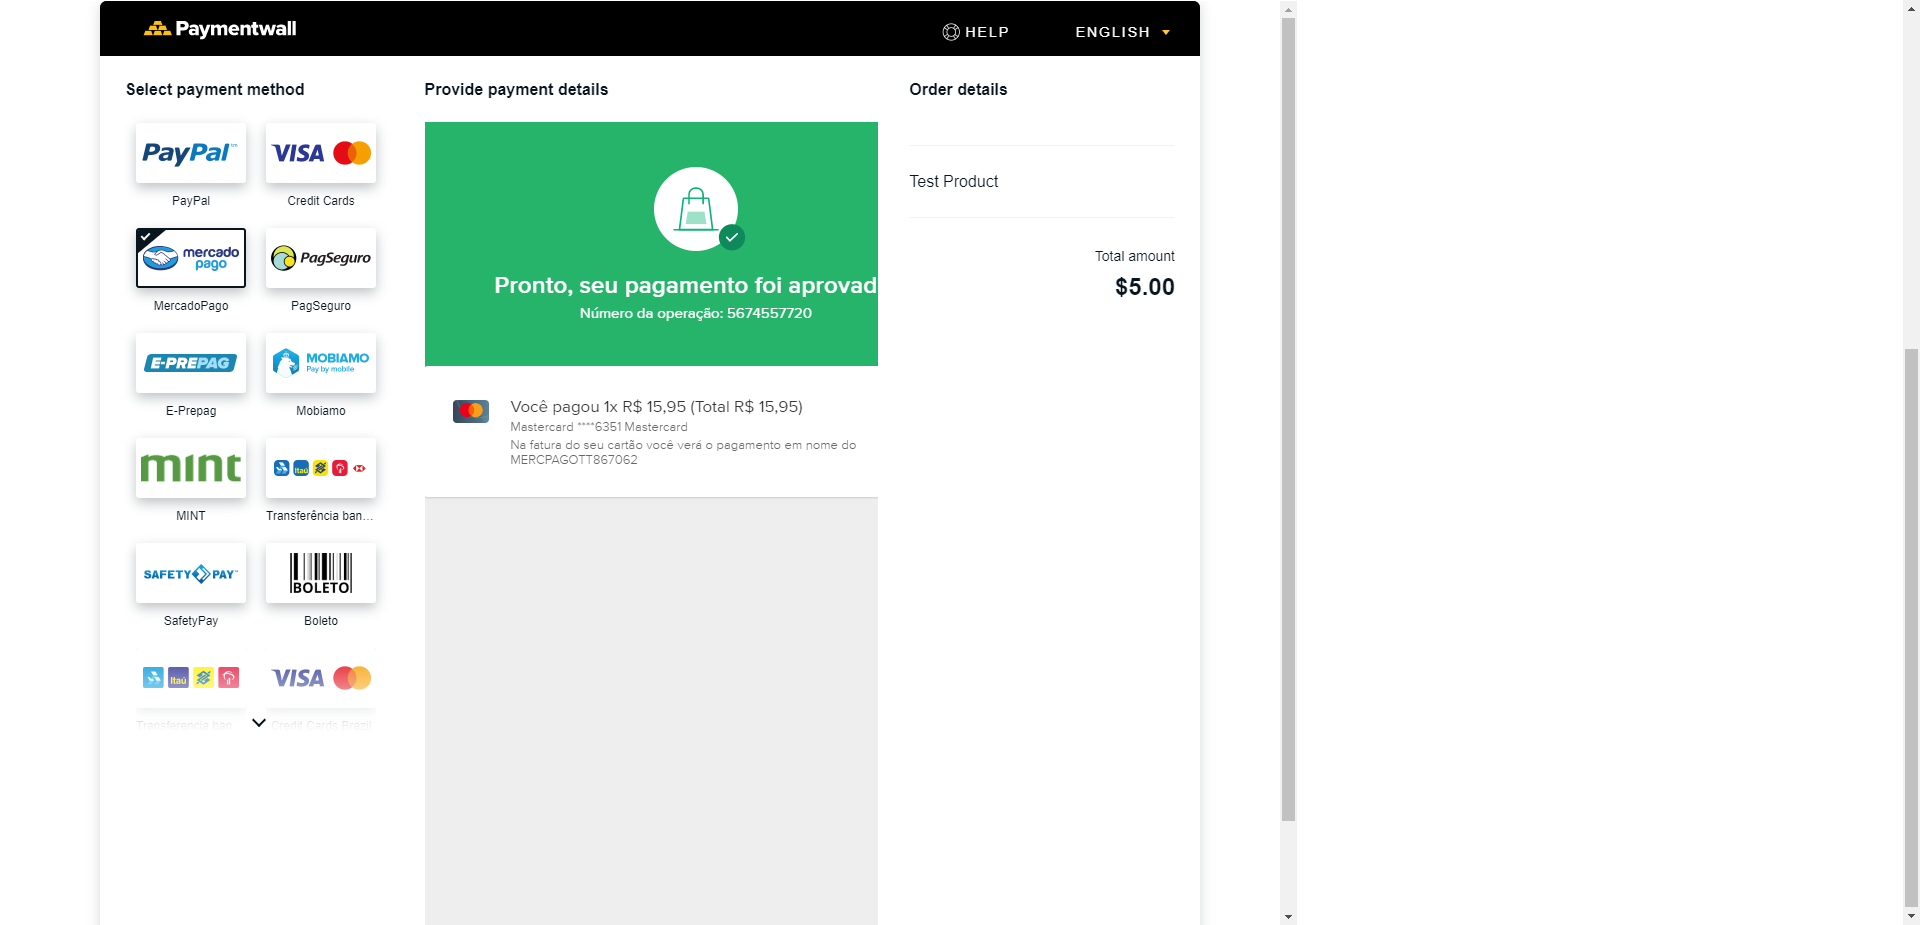 Paymentwall
HELP
ENGLISH
Select payment method
PayPal™
PayPal
VISA
Credit Cards
mercado
pago
MercadoPago
PagSeguro
PagSeguro
E-PREPAG
E-Prepag
MOBIAMO
Pay by mobile
Mobiamo
mint
MINT
Itaú
Transferência ban...
SAFETYPAY™
SafetyPay
BOLETO
Boleto
Itaú
Transferencia ban...
VISA
Credit Cards Brazil
Provide payment details
Pronto, seu pagamento foi aprovad
Número da operação: 5674557720
Você pagou 1x R$ 15,95 (Total R$ 15,95)
Mastercard ****6351 Mastercard
Na fatura do seu cartão você verá o pagamento em nome do
MERCPAGOTT867062
Order details
Test Product
Total amount
$5.00